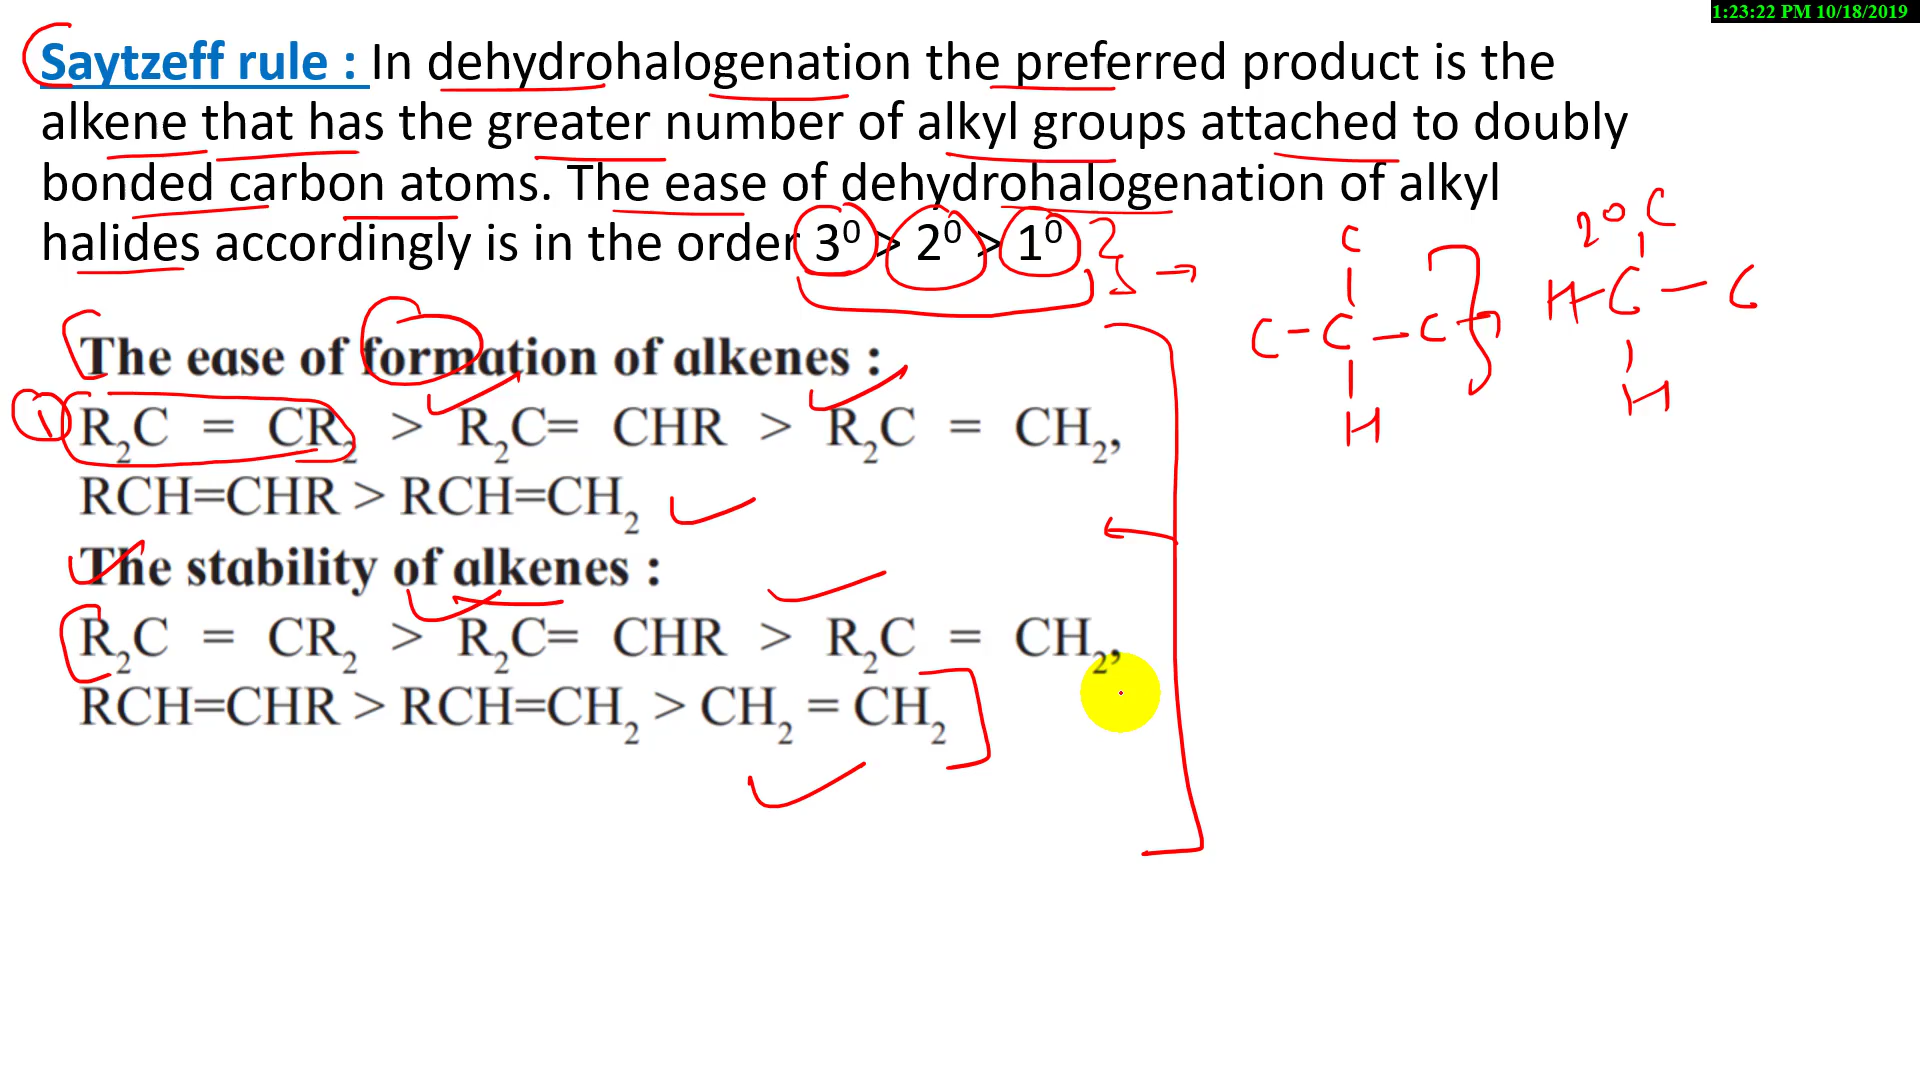 1:23:22 PM 10/18/2019
Saytzeff rule : In dehydrohalogenation the preferred product is the
alkene that has the greater number of alkyl groups attached to doubly
bonded carbon atoms. The ease of dehydrohalogenation of alkyl
halides accordingly is in the order 3⁰ > 2⁰ > 1⁰
2⁰ C
C
H-C-C
C-C-C
H
H
The ease of formation of alkenes :
1
R₂C = CR₂ > R₂C= CHR > R₂C = CH₂,
RCH=CHR > RCH=CH₂
The stability of alkenes :
R₂C = CR₂ > R₂C= CHR > R₂C = CH₂,
RCH=CHR > RCH=CH₂ > CH₂ = CH₂